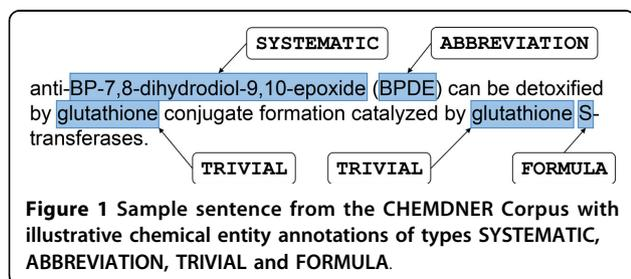 SYSTEMATIC ABBREVIATION
anti-BP-7,8-dihydrodiol-9,10-epoxide (BPDE) can be detoxified
by glutathione conjugate formation catalyzed by glutathione S-
transferases.
TRIVIAL TRIVIAL FORMULA
Figure 1 Sample sentence from the CHEMDNER Corpus with
illustrative chemical entity annotations of types SYSTEMATIC,
ABBREVIATION, TRIVIAL and FORMULA.